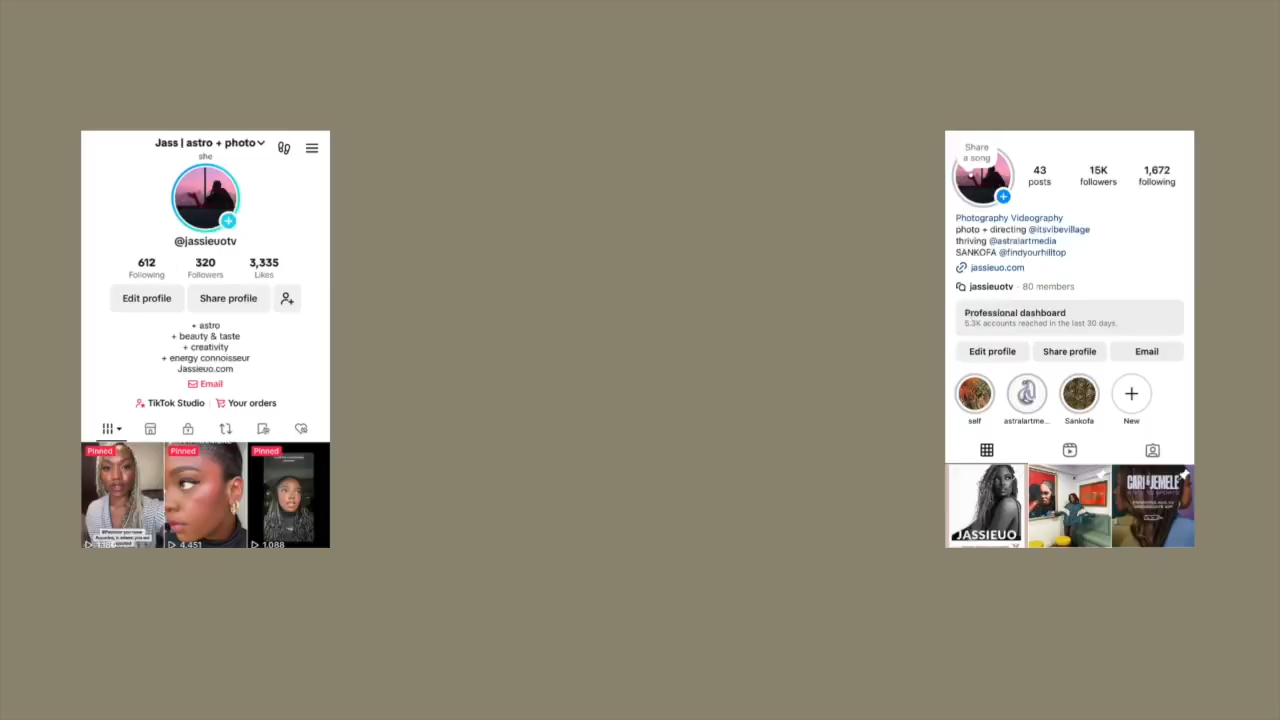 Jass | astro + photo
she
@jassieuotv
612
320
3,335
Following
Followers
Likes
Edit profile
Share profile
+ astro
+ beauty & taste
+ creativity
+ energy connoisseur
Jassieuo.com
Email
TikTok Studio
Your orders
Pinned
Pinned
Pinned
4,451
1,088
Share
a song
43
15K
1,672
posts
followers
following
Photography Videography
photo + directing @itsvibevillage
thriving @astralartmedia
SANKOFA @findyourhilltop
jassieuo.com
jassieuotv · 80 members
Professional dashboard
5.3K accounts reached in the last 30 days.
Edit profile
Share profile
Email
self
astralartme...
Sankofa
New
JASSIEUO
CARI & JEMELE